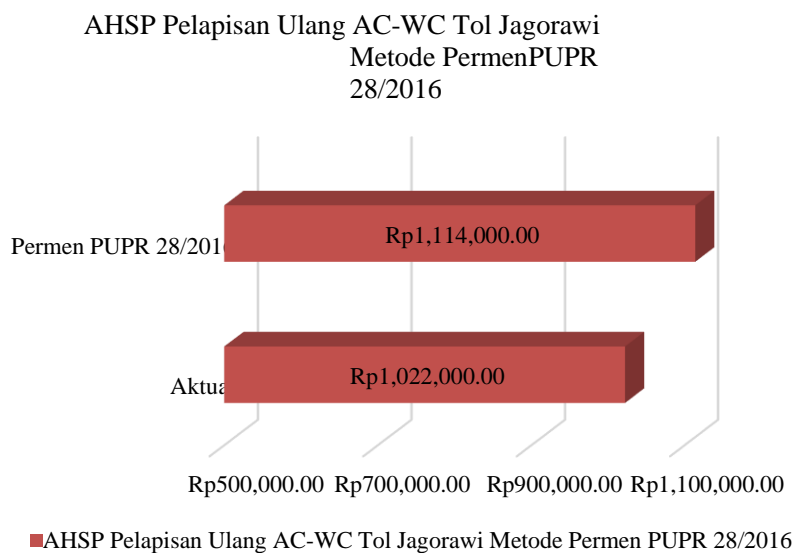 AHSP Pelapisan Ulang AC-WC Tol Jagorawi
Metode PermenPUPR
28/2016
Permen PUPR 28/2016
Rp1,114,000.00
Aktual
Rp1,022,000.00
Rp500,000.00 Rp700,000.00 Rp900,000.00 Rp1,100,000.00
AHSP Pelapisan Ulang AC-WC Tol Jagorawi Metode Permen PUPR 28/2016